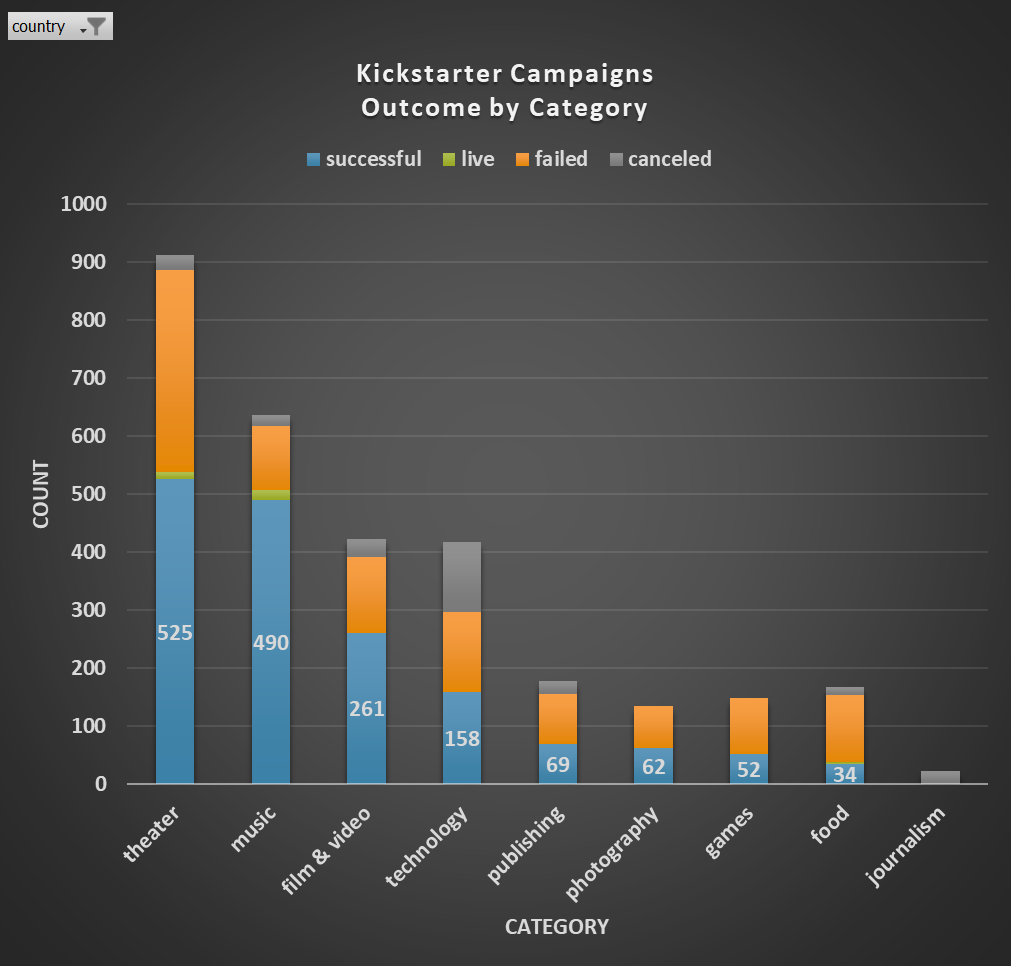 country
Kickstarter Campaigns
Outcome by Category
successful live failed canceled
1000
900
800
700
600
500
400
300
200
100
0
COUNT
525
490
261
158
69
62
52
34
theater
music
film & video
technology
publishing
photography
games
food
journalism
CATEGORY